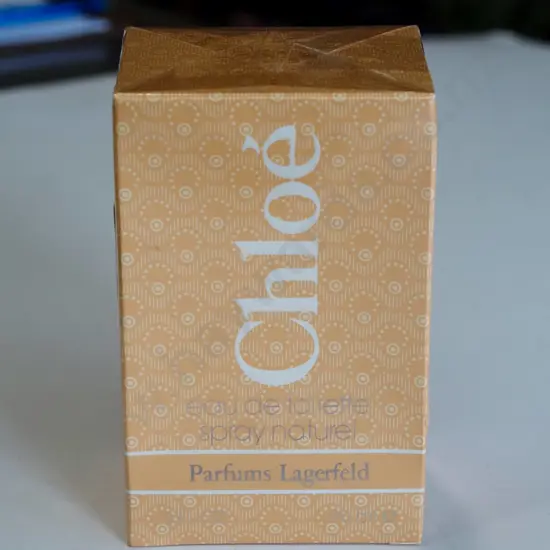 Chloé
eau de toilette
spray naturel
Parfums Lagerfeld